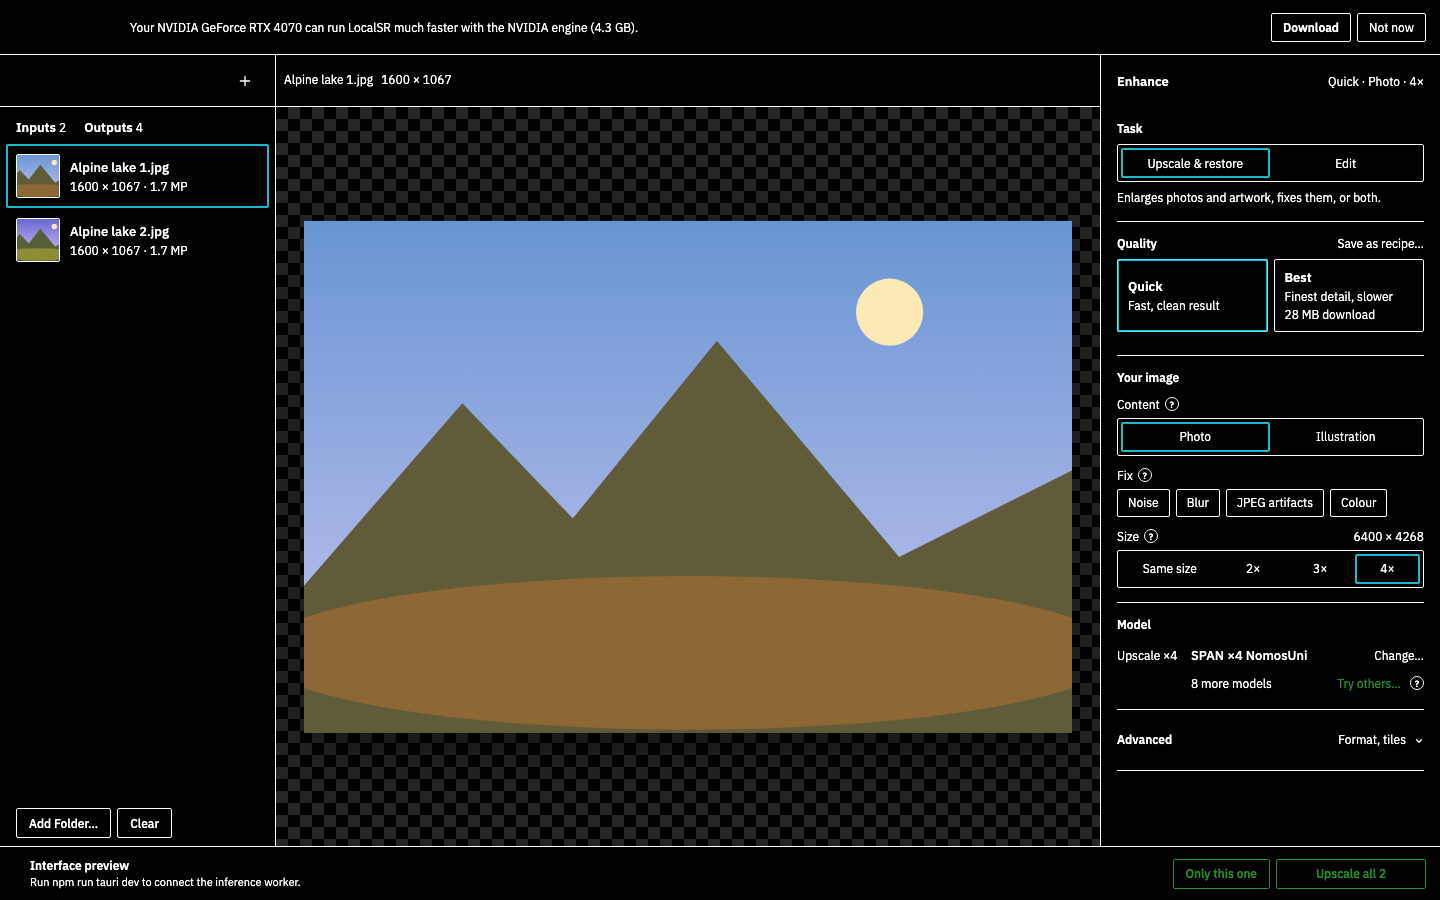 Your NVIDIA GeForce RTX 4070 can run LocalSR much faster with the NVIDIA engine (4.3 GB).
Download
Not now
+
Alpine lake 1.jpg 1600 × 1067
Enhance
Quick · Photo · 4×
Inputs 2
Outputs 4
Alpine lake 1.jpg
1600 × 1067 · 1.7 MP
Alpine lake 2.jpg
1600 × 1067 · 1.7 MP
Task
Upscale & restore
Edit
Enlarges photos and artwork, fixes them, or both.
Quality
Save as recipe...
Quick
Fast, clean result
Best
Finest detail, slower
28 MB download
Your image
Content ?
Photo
Illustration
Fix ?
Noise
Blur
JPEG artifacts
Colour
Size ?
6400 × 4268
Same size
2×
3×
4×
Model
Upscale ×4
SPAN ×4 NomosUni
Change...
8 more models
Try others... ?
Advanced
Format, tiles
Add Folder...
Clear
Interface preview
Run npm run tauri dev to connect the inference worker.
Only this one
Upscale all 2